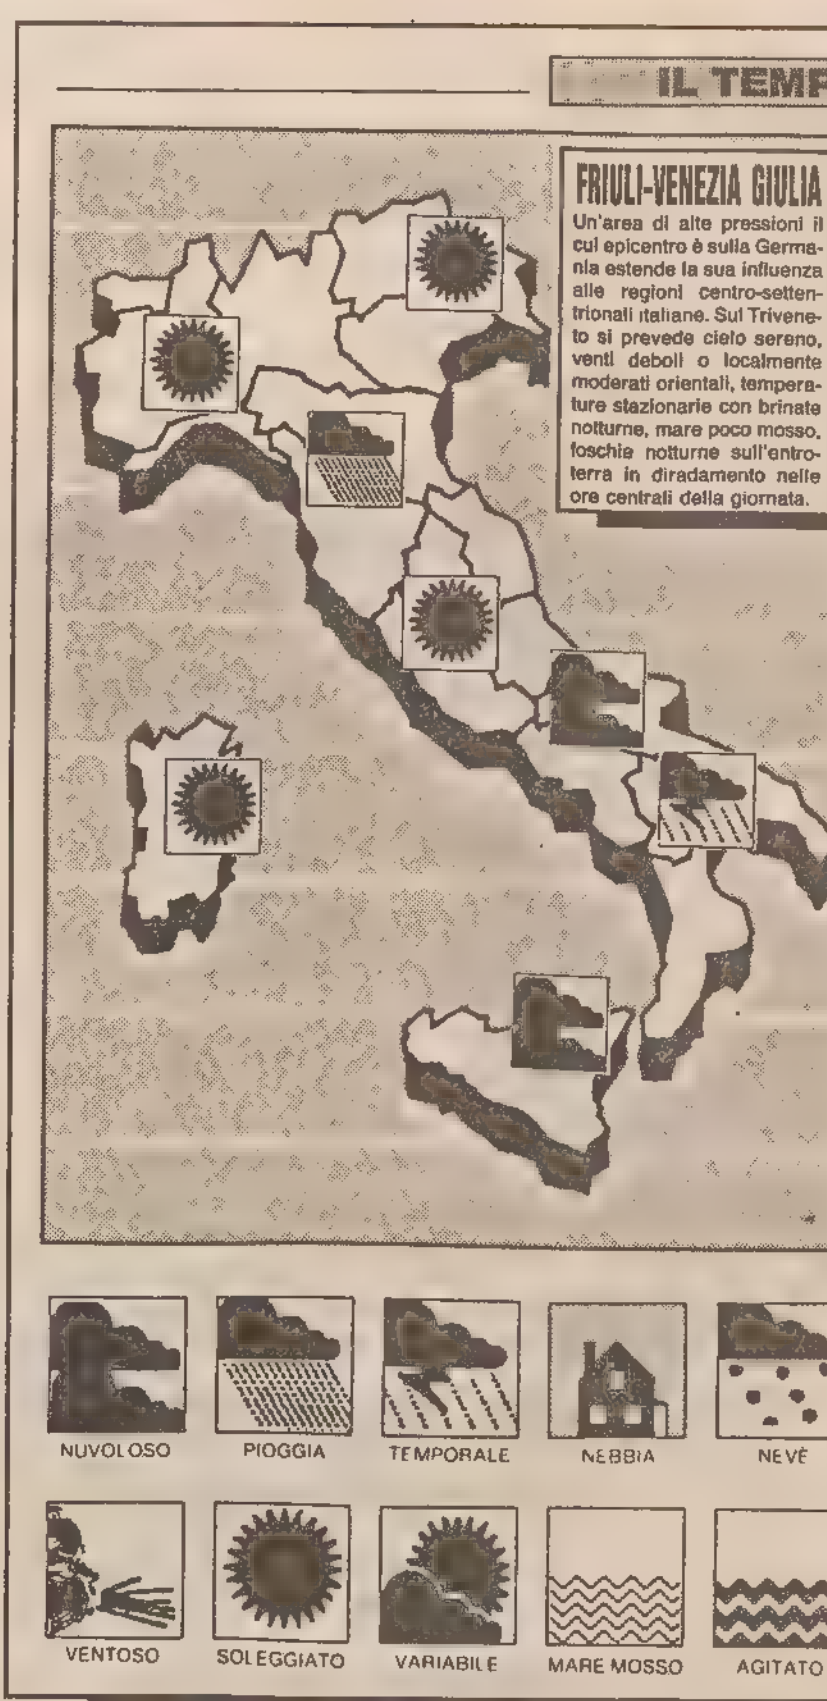 IL TEMP
FRIULI-VENEZIA GIULIA
Un'area di alte pressioni il
cui epicentro è sulla Germa-
nia estende la sua influenza
alle regioni centro-setten-
trionali italiane. Sul Trivene-
to si prevede cielo sereno,
venti deboli o localmente
moderati orientali, tempera-
ture stazionarie con brinate
notturne, mare poco mosso,
foschie notturne sull'entro-
terra in diradamento nelle
ore centrali della giornata.
NUVOLOSO
PIOGGIA
TEMPORALE
NEBBIA
NEVE
VENTOSO
SOLEGGIATO
VARIABILE
MARE MOSSO
AGITATO